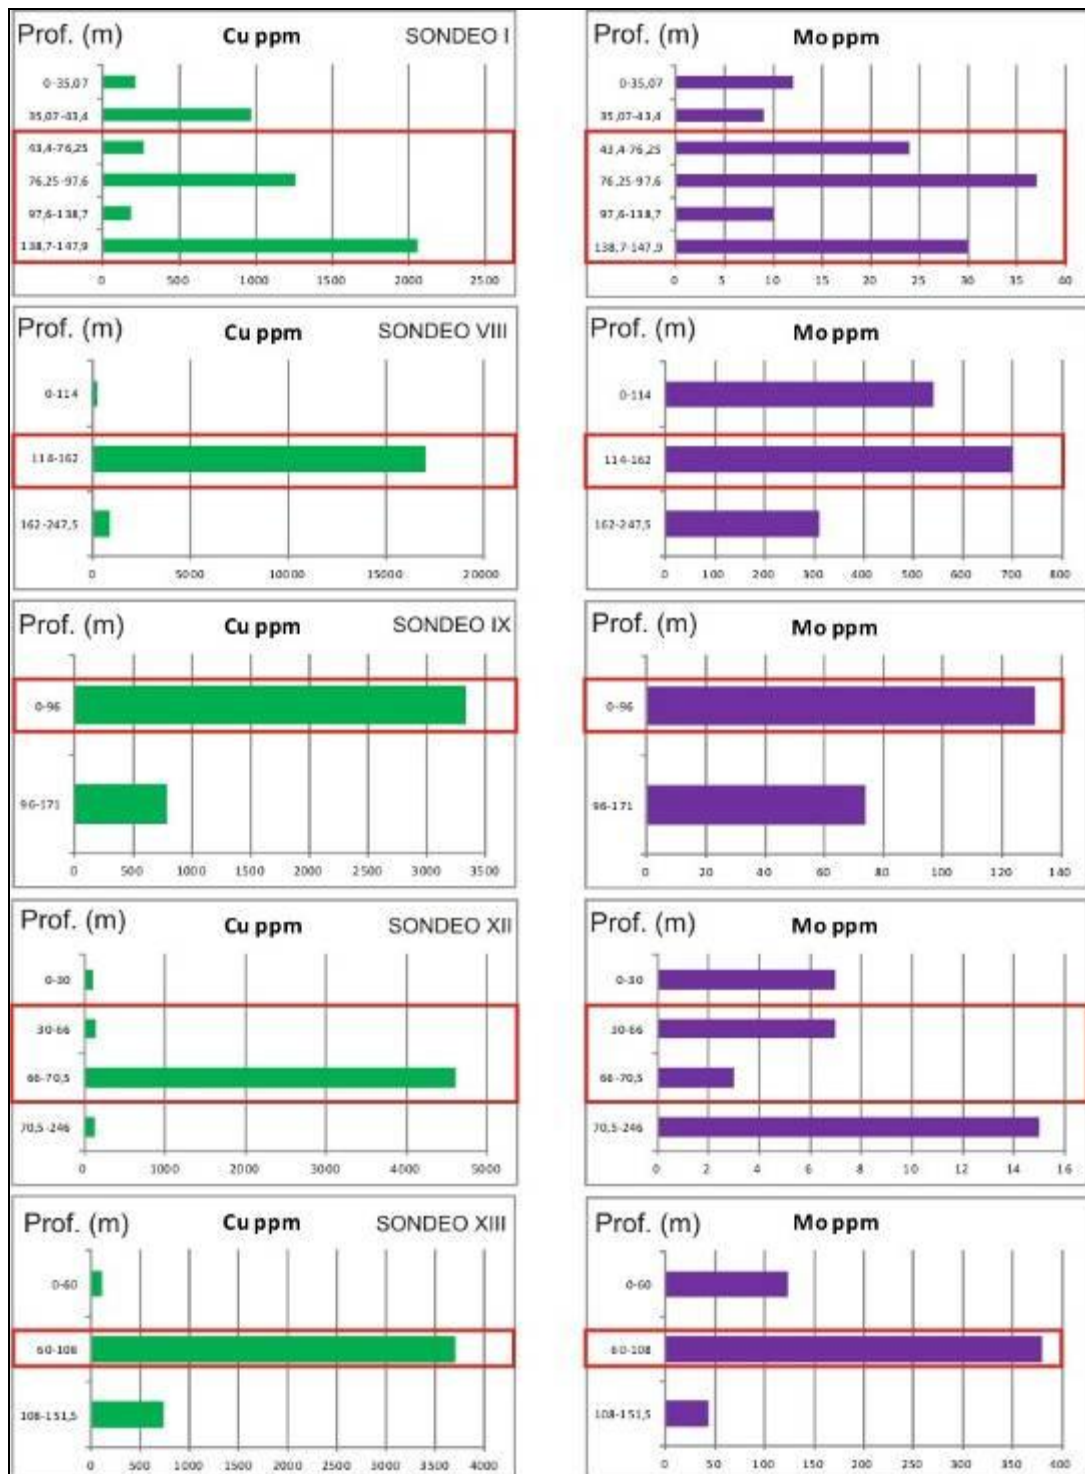 Prof. (m) Cu ppm SONDEO I
0-35,07
35,07-43,4
43,4-76,25
76,25-97,6
97,6-138,7
138,7-147,9
0 500 1000 1500 2000 2500
Prof. (m) Mo ppm
0-35,07
35,07-43,4
43,4-76,25
76,25-97,6
97,6-138,7
138,7-147,9
0 5 10 15 20 25 30 35 40
Prof. (m) Cu ppm SONDEO VIII
0-114
114-162
162-247,5
0 5000 10000 15000 20000
Prof. (m) Mo ppm
0-114
114-162
162-247,5
0 100 200 300 400 500 600 700 800
Prof. (m) Cu ppm SONDEO IX
0-96
96-171
0 500 1000 1500 2000 2500 3000 3500
Prof. (m) Mo ppm
0-96
96-171
0 20 40 60 80 100 120 140
Prof. (m) Cu ppm SONDEO XII
0-30
30-66
66-70,5
70,5-246
0 1000 2000 3000 4000 5000
Prof. (m) Mo ppm
0-30
30-66
66-70,5
70,5-246
0 2 4 6 8 10 12 14 16
Prof. (m) Cu ppm SONDEO XIII
0-60
60-108
108-151,5
0 500 1000 1500 2000 2500 3000 3500 4000
Prof. (m) Mo ppm
0-60
60-108
108-151,5
0 50 100 150 200 250 300 350 400